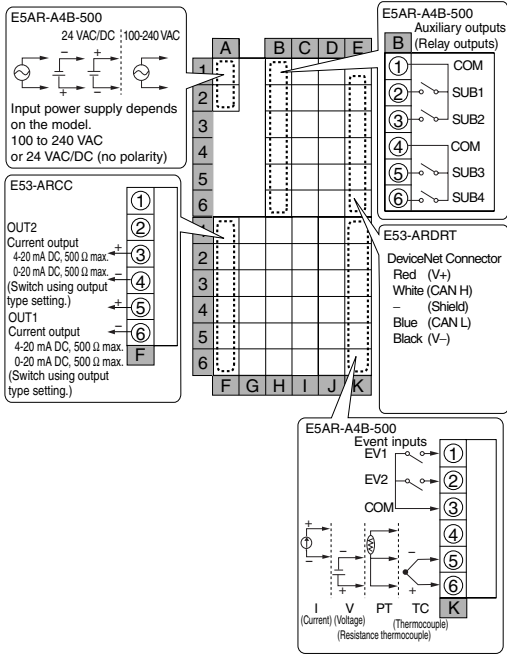 E5AR-A4B-500
24 VAC/DC 100-240 VAC
+ −
− +
Input power supply depends
on the model.
100 to 240 VAC
or 24 VAC/DC (no polarity)
A B C D E
1
2
3
4
5
6
1
2
3
4
5
6
F G H I J K
E5AR-A4B-500
Auxiliary outputs
(Relay outputs)
B
1 COM
2 SUB1
3 SUB2
4 COM
5 SUB3
6 SUB4
E53-ARCC
1
2
3
4
5
6
F
OUT2
Current output
4-20 mA DC, 500 Ω max. +
0-20 mA DC, 500 Ω max. −
(Switch using output
type setting.) +
OUT1 −
Current output
4-20 mA DC, 500 Ω max.
0-20 mA DC, 500 Ω max.
(Switch using output
type setting.)
E53-ARDRT
DeviceNet Connector
Red (V+)
White (CAN H)
– (Shield)
Blue (CAN L)
Black (V–)
E5AR-A4B-500
Event inputs
EV1 1
EV2 2
COM 3
4
5
6
K
+ −
− +
− +
I V PT TC
(Current) (Voltage) (Thermocouple)
(Resistance thermocouple)